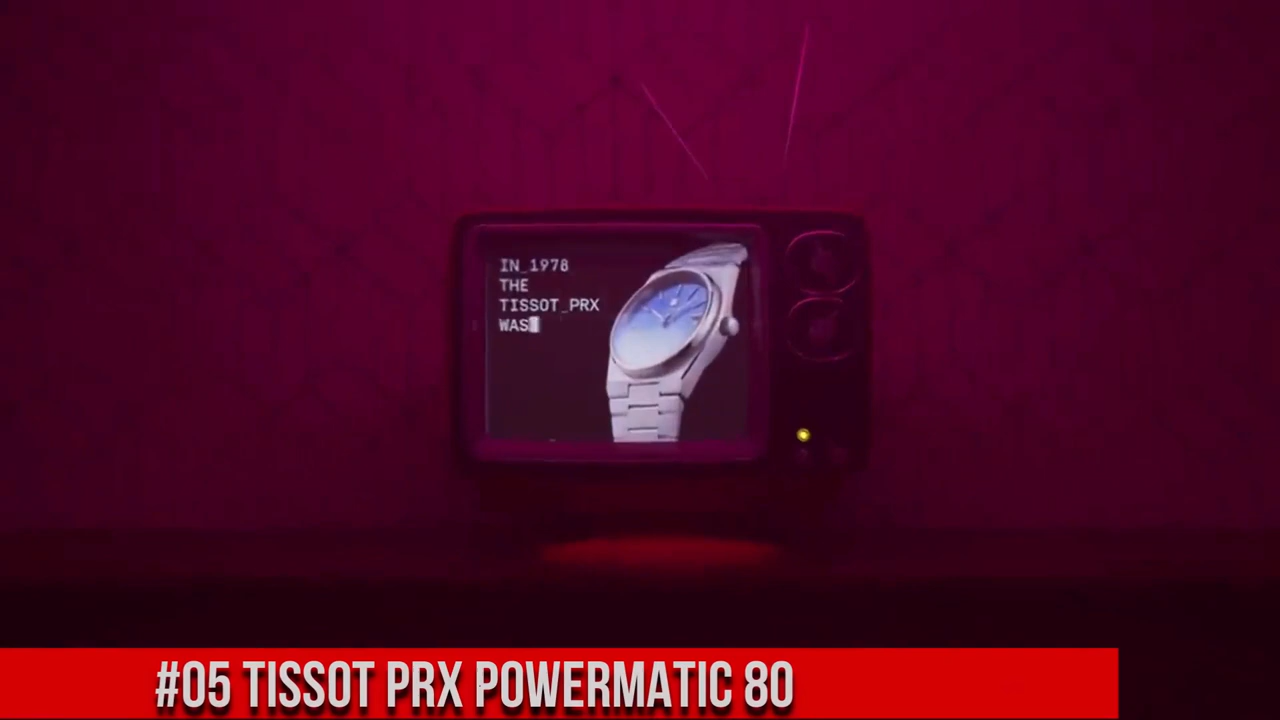 IN_1978
THE
TISSOT_PRX
WAS
#05 TISSOT PRX POWERMATIC 80